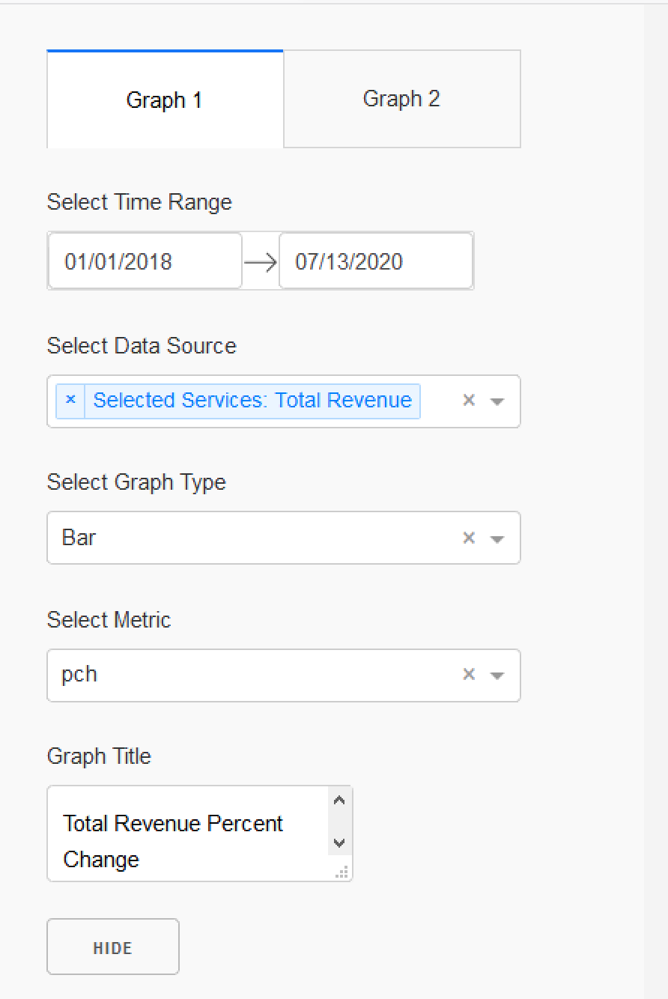 Graph 1 Graph 2
Select Time Range
01/01/2018 → 07/13/2020
Select Data Source
× Selected Services: Total Revenue ×
Select Graph Type
Bar ×
Select Metric
pch ×
Graph Title
Total Revenue Percent
Change
HIDE